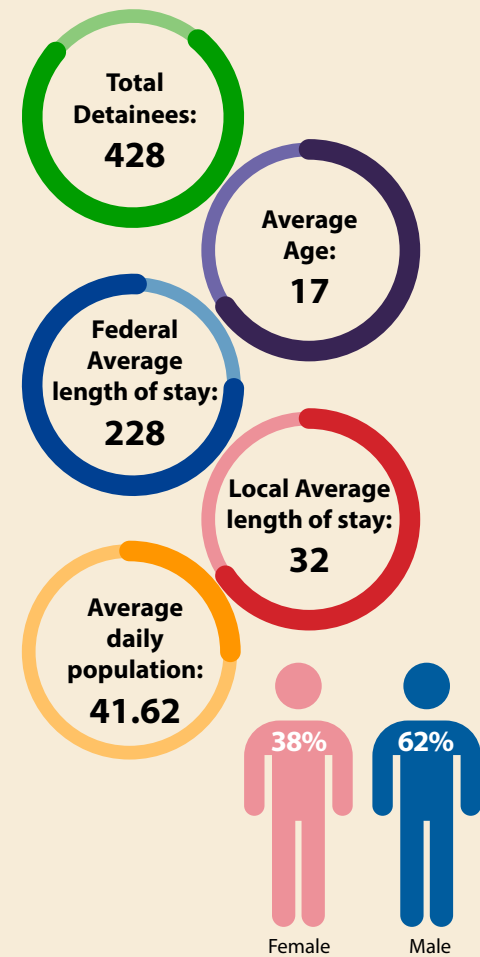 Total
Detainees:
428
Average
Age:
17
Federal
Average
length of stay:
228
Local Average
length of stay:
32
Average
daily
population:
41.62
38%
62%
Female
Male